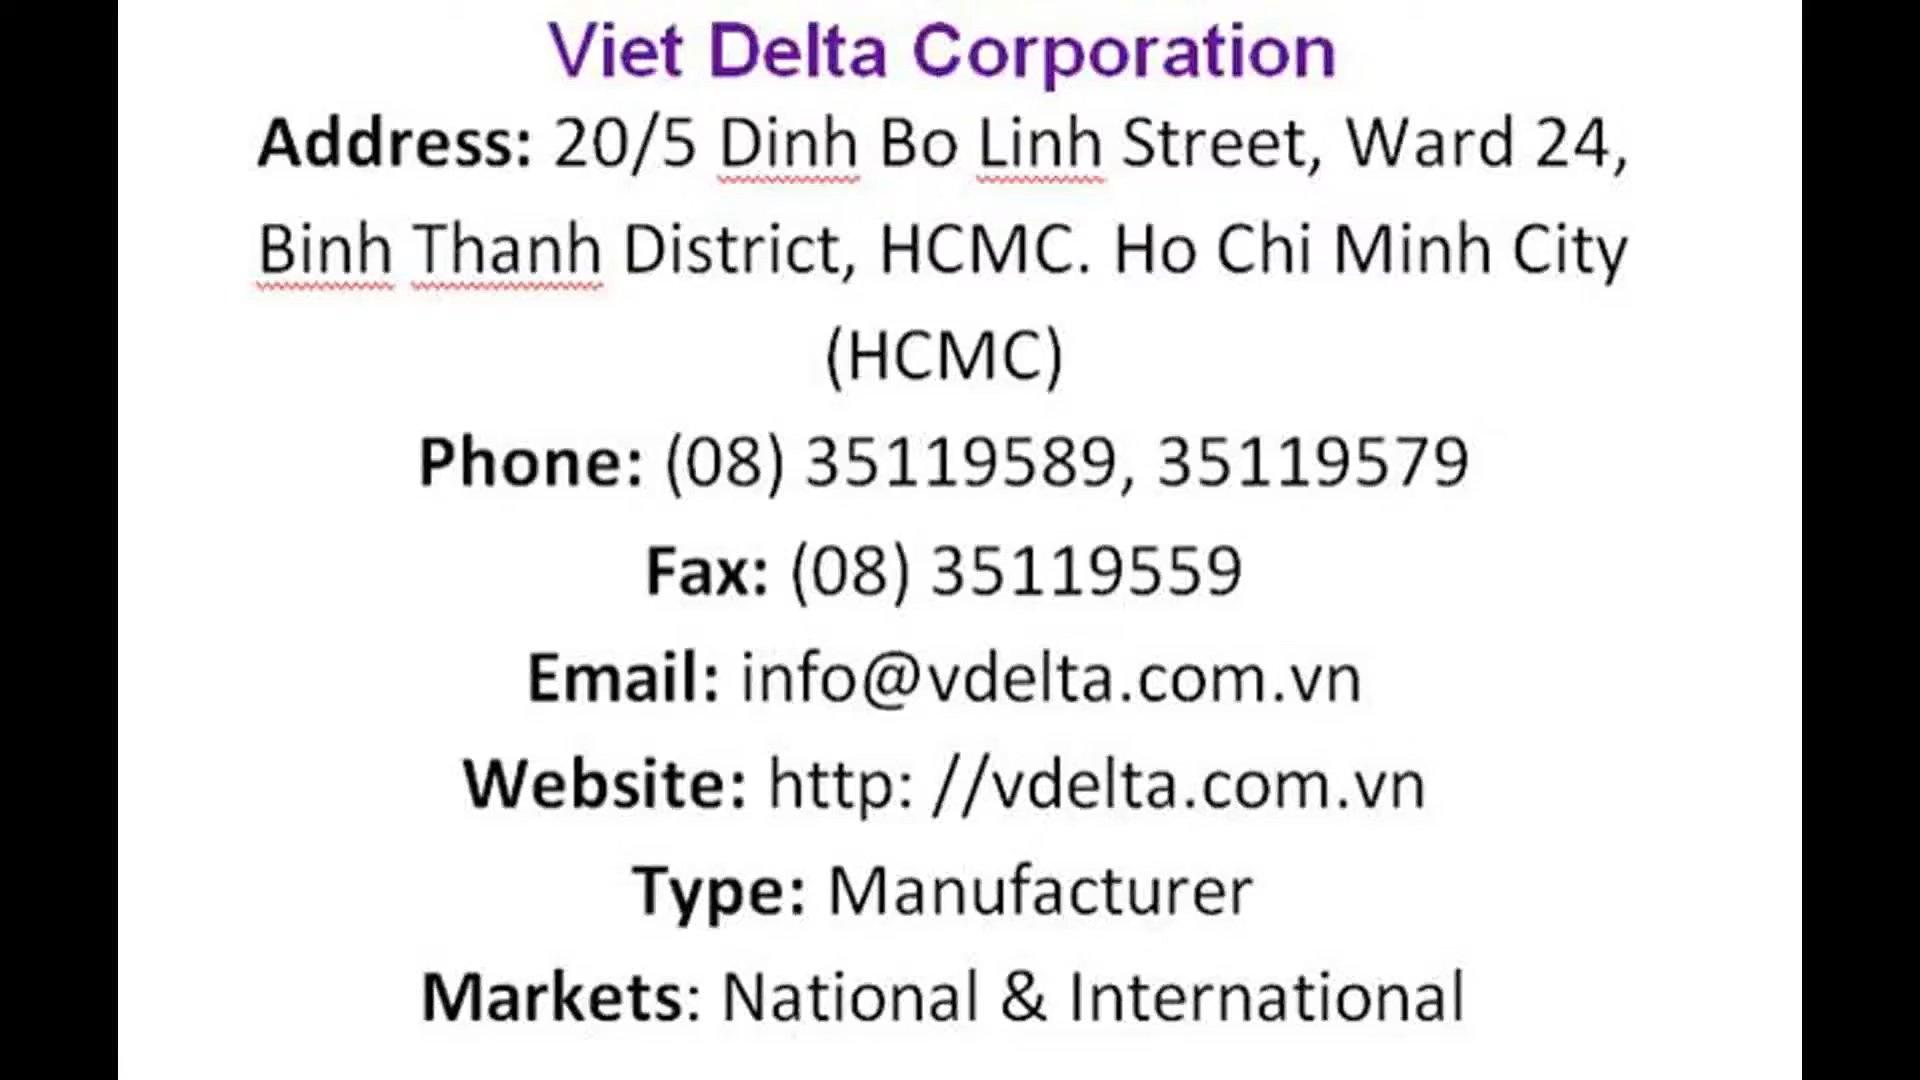 Viet Delta Corporation
Address: 20/5 Dinh Bo Linh Street, Ward 24,
Binh Thanh District, HCMC. Ho Chi Minh City
(HCMC)
Phone: (08) 35119589, 35119579
Fax: (08) 35119559
Email: info@vdelta.com.vn
Website: http: //vdelta.com.vn
Type: Manufacturer
Markets: National & International